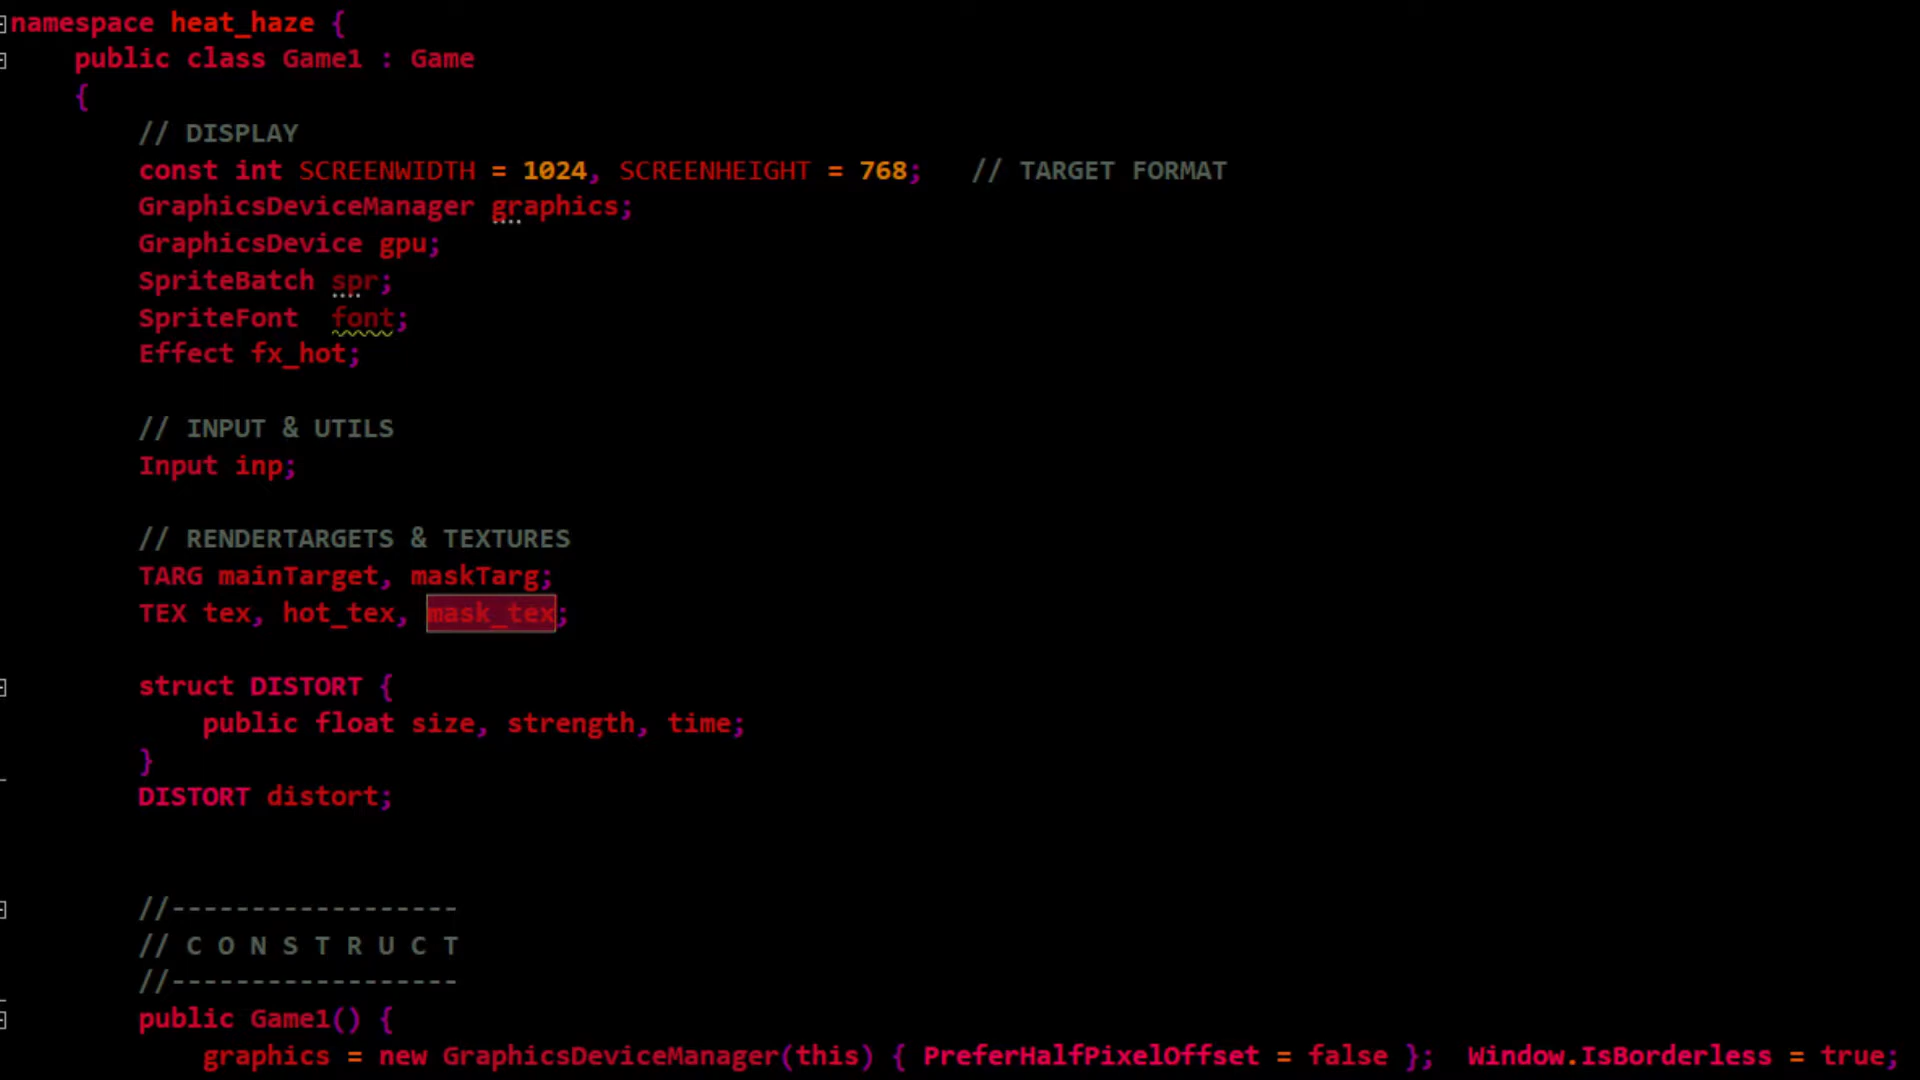 namespace heat_haze {
public class Game1 : Game
{
// DISPLAY
const int SCREENWIDTH = 1024, SCREENHEIGHT = 768;   // TARGET FORMAT
GraphicsDeviceManager graphics;
GraphicsDevice gpu;
SpriteBatch spr;
SpriteFont  font;
Effect fx_hot;
// INPUT & UTILS
Input inp;
// RENDERTARGETS & TEXTURES
TARG mainTarget, maskTarg;
TEX tex, hot_tex, mask_tex;
struct DISTORT {
public float size, strength, time;
}
DISTORT distort;
//------------------
// C O N S T R U C T
//------------------
public Game1() {
graphics = new GraphicsDeviceManager(this) { PreferHalfPixelOffset = false };  Window.IsBorderless = true;